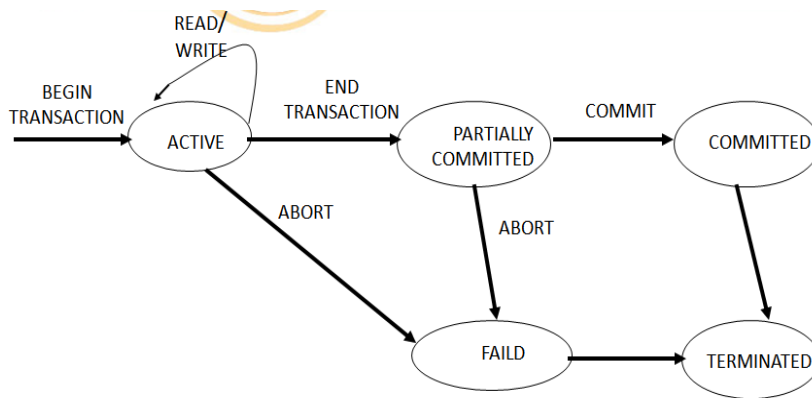 READ/
WRITE
BEGIN
TRANSACTION
END
TRANSACTION
COMMIT
ACTIVE
PARTIALLY
COMMITTED
COMMITTED
ABORT
ABORT
FAILD
TERMINATED